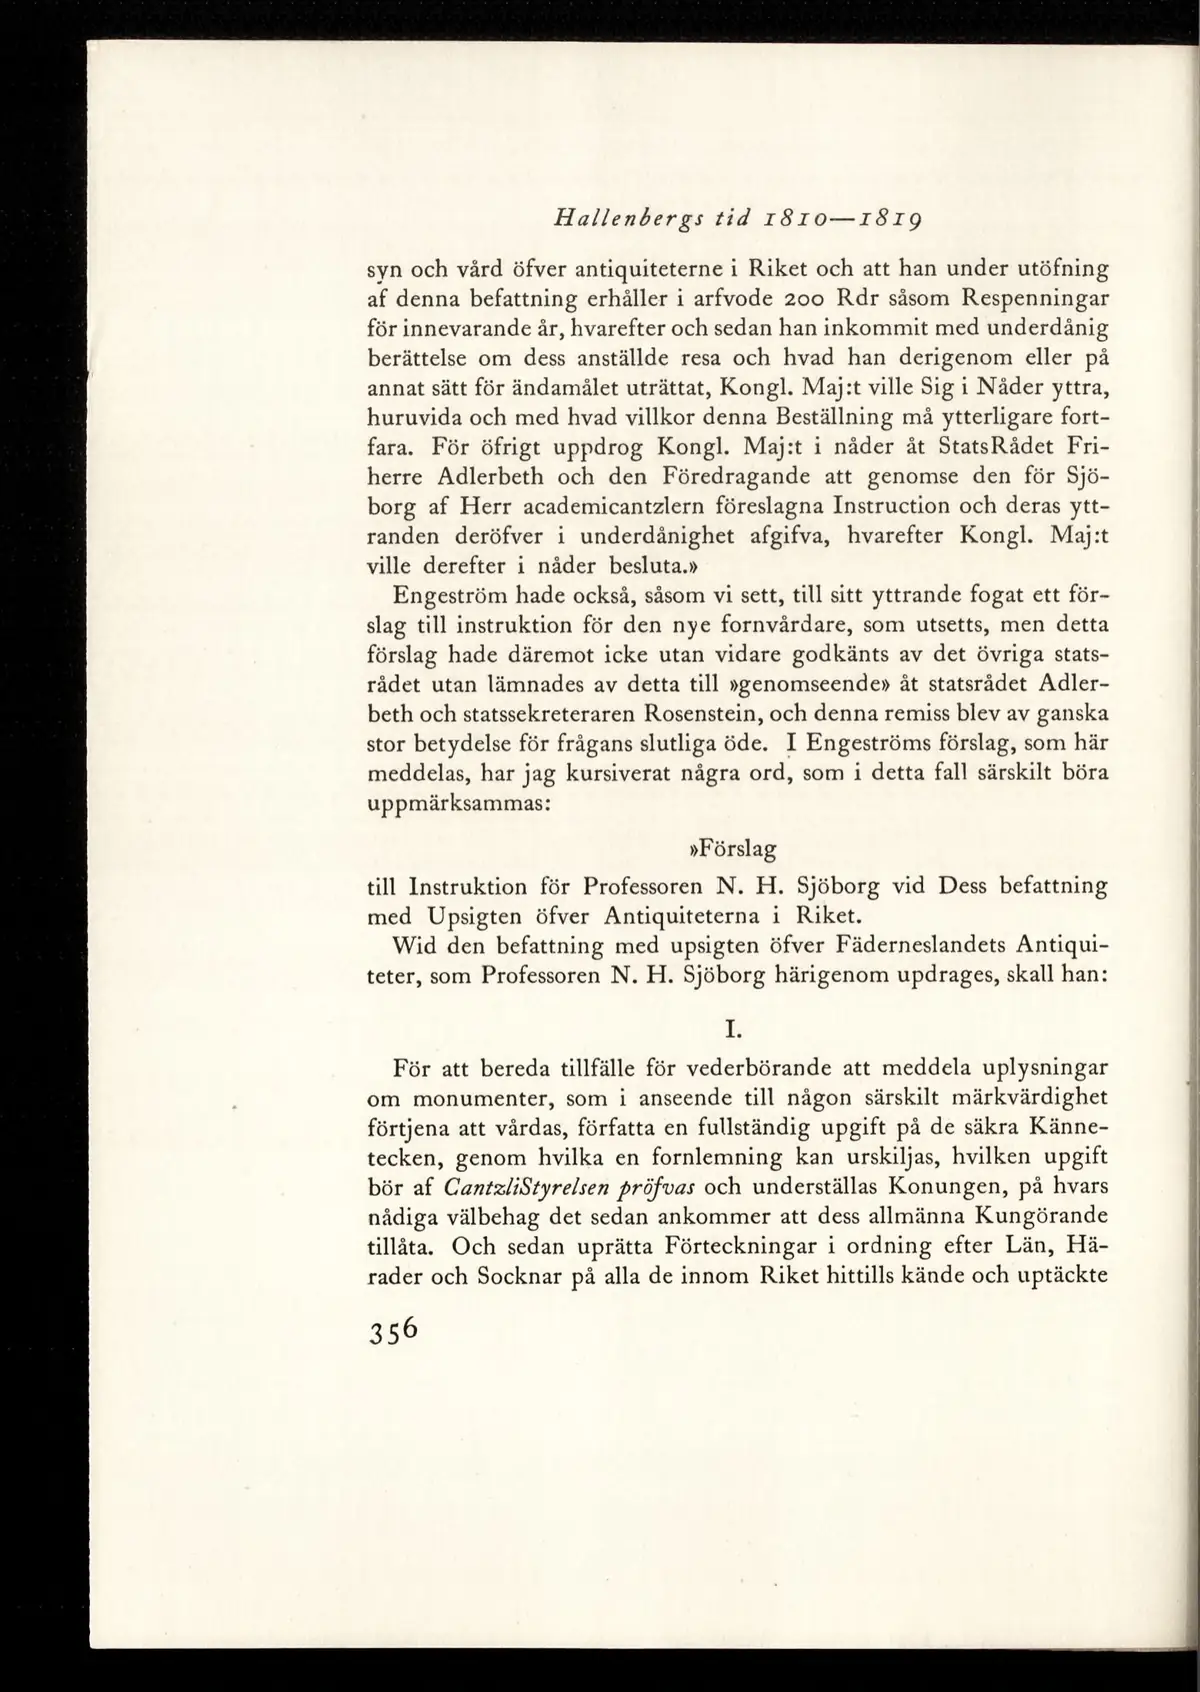 Hallenbergs tid 1810—1819
syn och vård öfver antiquiteterne i Riket och att han under utöfning
af denna befattning erhåller i arfvode 200 Rdr såsom Respenningar
för innevarande år, hvarefter och sedan han inkommit med underdånig
berättelse om dess anställde resa och hvad han derigenom eller på
annat sätt för ändamålet uträttat, Kongl. Maj:t ville Sig i Nåder yttra,
huruvida och med hvad villkor denna Beställning må ytterligare fort-
fara. För öfrigt uppdrog Kongl. Maj:t i nåder åt StatsRådet Fri-
herre Adlerbeth och den Föredragande att genomse den för Sjö-
borg af Herr academicantzlern föreslagna Instruction och deras ytt-
randen deröfver i underdånighet afgifva, hvarefter Kongl. Maj:t
ville derefter i nåder besluta.»
Engeström hade också, såsom vi sett, till sitt yttrande fogat ett för-
slag till instruktion för den nye fornvårdare, som utsetts, men detta
förslag hade däremot icke utan vidare godkänts av det övriga stats-
rådet utan lämnades av detta till »genomseende» åt statsrådet Adler-
beth och statssekreteraren Rosenstein, och denna remiss blev av ganska
stor betydelse för frågans slutliga öde. I Engeströms förslag, som här
meddelas, har jag kursiverat några ord, som i detta fall särskilt böra
uppmärksammas:
»Förslag
till Instruktion för Professoren N. H. Sjöborg vid Dess befattning
med Upsigten öfver Antiquiteterna i Riket.
Wid den befattning med upsigten öfver Fäderneslandets Antiqui-
teter, som Professoren N. H. Sjöborg härigenom updrages, skall han:
I.
För att bereda tillfälle för vederbörande att meddela uplysningar
om monumenter, som i anseende till någon särskilt märkvärdighet
förtjena att vårdas, författa en fullständig upgift på de säkra Känne-
tecken, genom hvilka en fornlemning kan urskiljas, hvilken upgift
bör af CantzliStyrelsen pröfvas och underställas Konungen, på hvars
nådiga välbehag det sedan ankommer att dess allmänna Kungörande
tillåta. Och sedan uprätta Förteckningar i ordning efter Län, Hä-
rader och Socknar på alla de innom Riket hittills kände och uptäckte
356